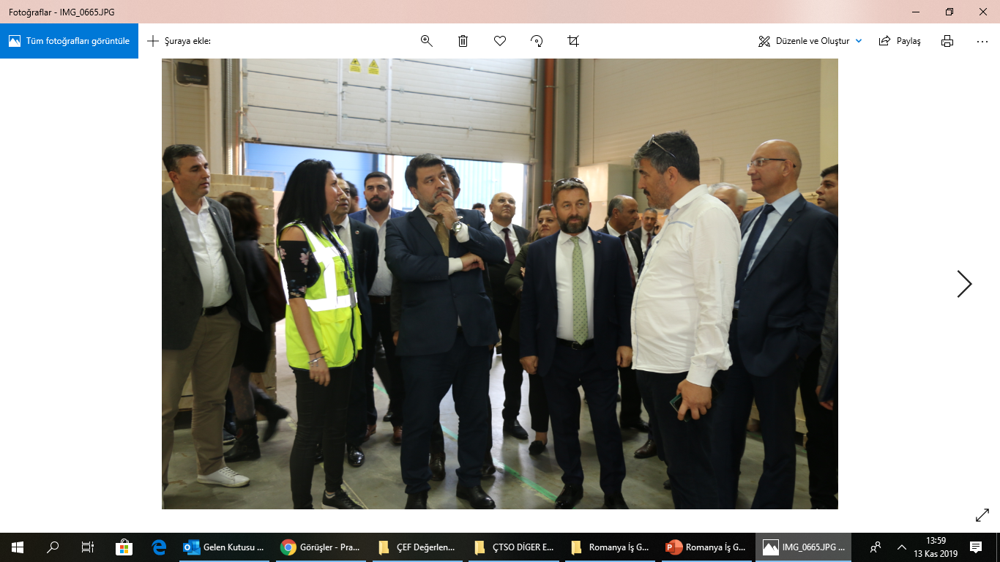 Fotoğraflar - IMG_0665.JPG
Tüm fotoğrafları görüntüle
Şuraya ekle:
Düzenle ve Oluştur
Paylaş
Gelen Kutusu ...
Görüşler - Pra...
ÇEF Değerlen...
ÇTSO DİGER E...
Romanya İş G...
Romanya İş G...
IMG_0665.JPG ...
13:59
13 Kas 2019